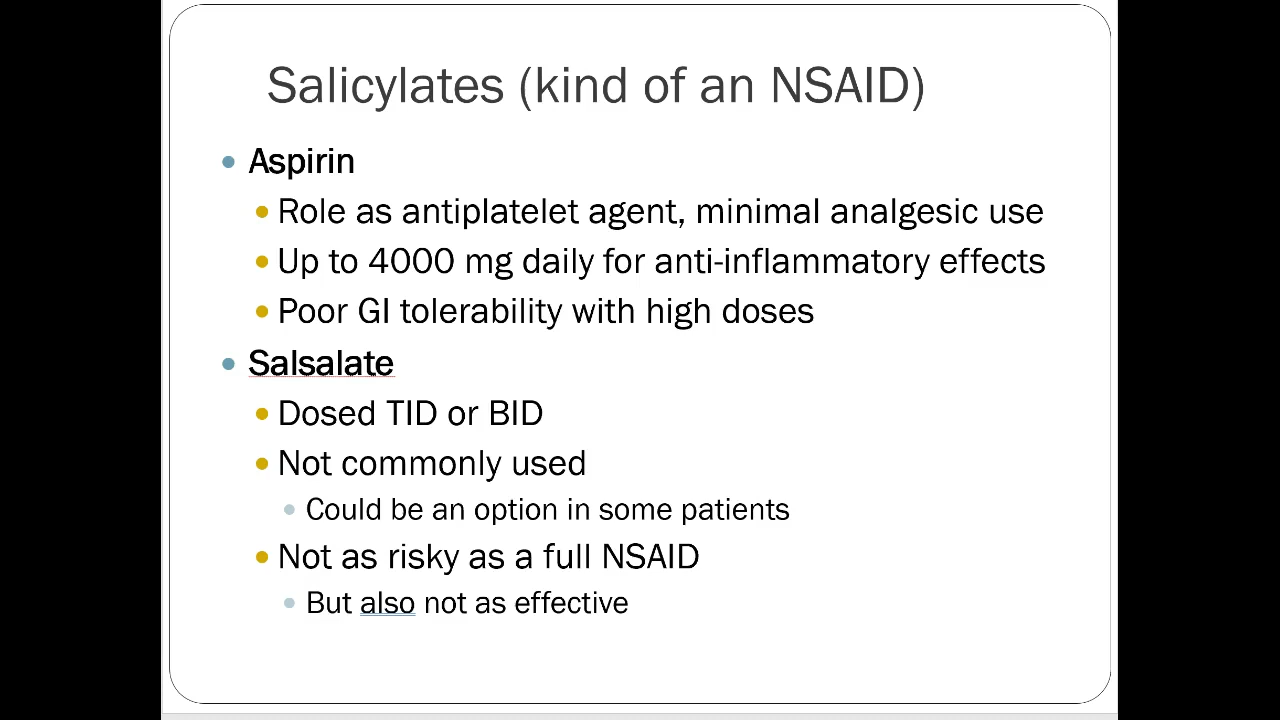 Salicylates (kind of an NSAID)
Aspirin
Role as antiplatelet agent, minimal analgesic use
Up to 4000 mg daily for anti-inflammatory effects
Poor GI tolerability with high doses
Salsalate
Dosed TID or BID
Not commonly used
Could be an option in some patients
Not as risky as a full NSAID
But also not as effective